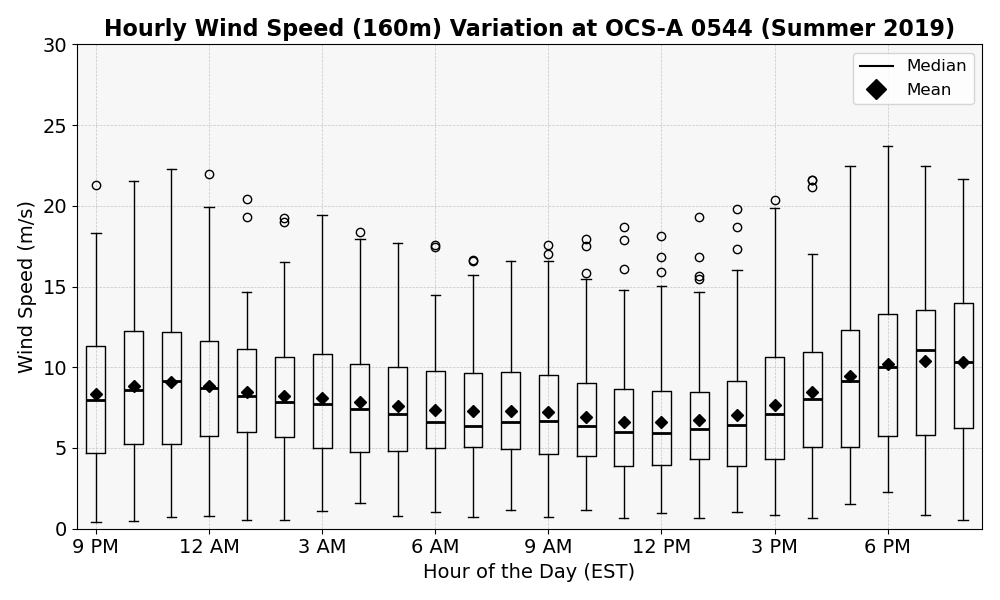 Hourly Wind Speed (160m) Variation at OCS-A 0544 (Summer 2019)
Median
Mean
Wind Speed (m/s)
30
25
20
15
10
5
0
9 PM 12 AM 3 AM 6 AM 9 AM 12 PM 3 PM 6 PM
Hour of the Day (EST)